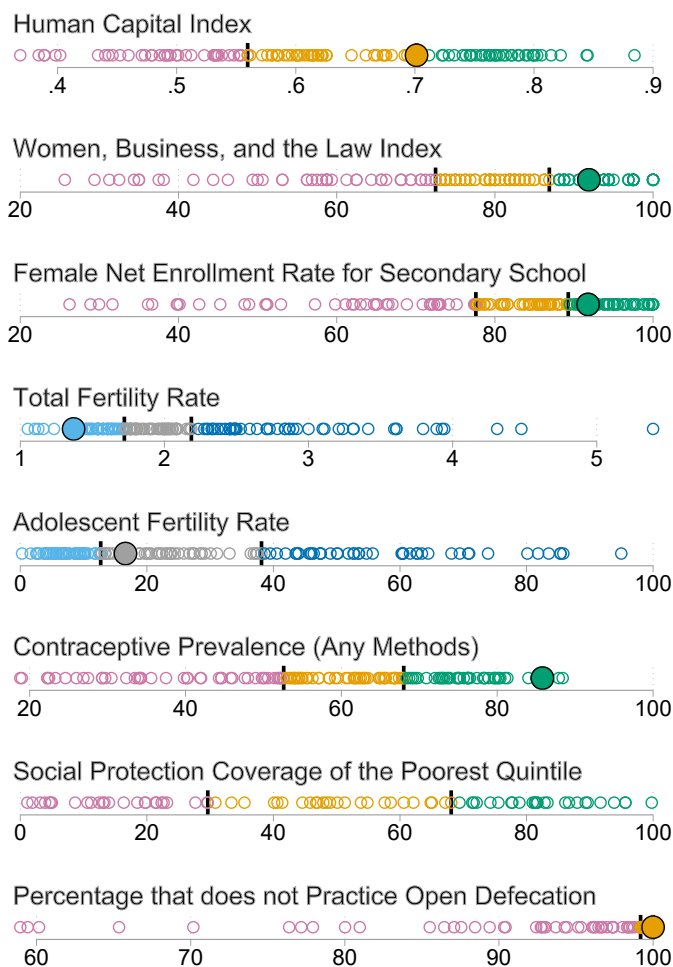 Human Capital Index
.4 .5 .6 .7 .8 .9
Women, Business, and the Law Index
20 40 60 80 100
Female Net Enrollment Rate for Secondary School
20 40 60 80 100
Total Fertility Rate
1 2 3 4 5
Adolescent Fertility Rate
0 20 40 60 80 100
Contraceptive Prevalence (Any Methods)
20 40 60 80 100
Social Protection Coverage of the Poorest Quintile
0 20 40 60 80 100
Percentage that does not Practice Open Defecation
60 70 80 90 100